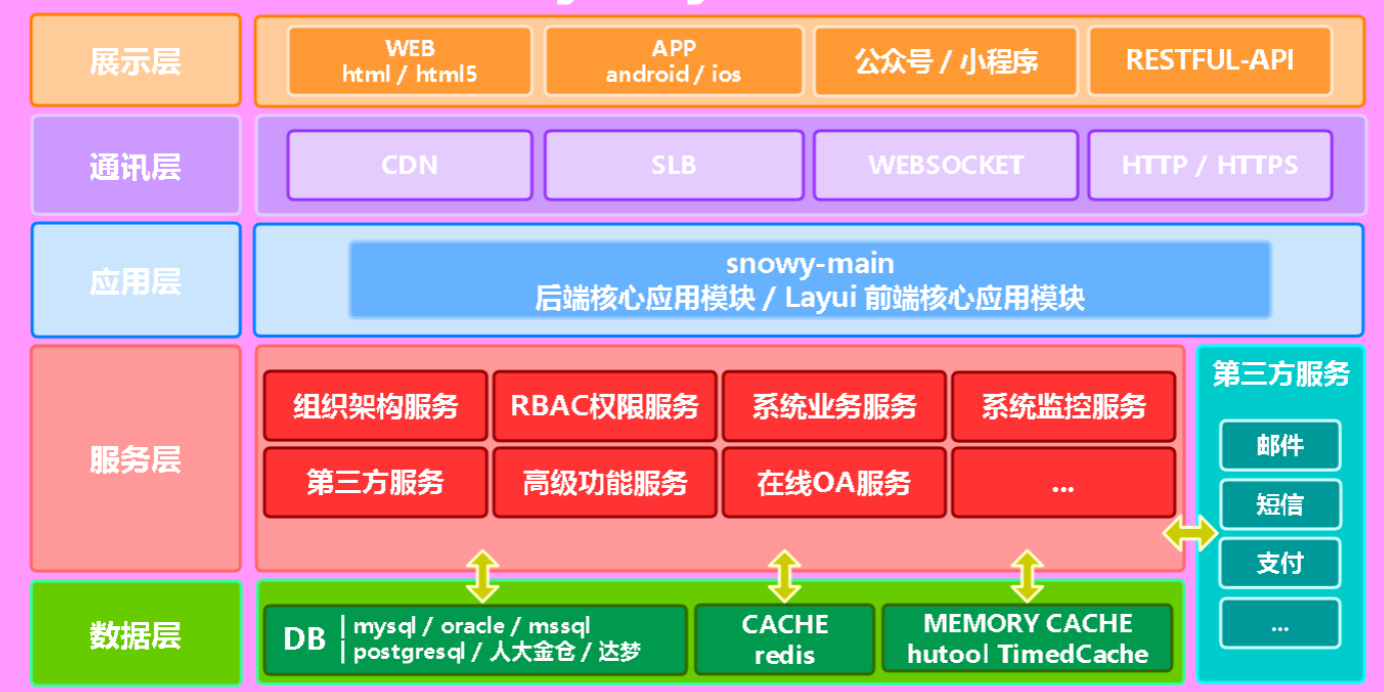 展示层
WEB
html / html5
APP
android / ios
公众号 / 小程序
RESTFUL-API
通讯层
CDN
SLB
WEBSOCKET
HTTP / HTTPS
应用层
snowy-main
后端核心应用模块 / Layui 前端核心应用模块
服务层
组织架构服务
RBAC权限服务
系统业务服务
系统监控服务
第三方服务
高级功能服务
在线OA服务
...
第三方服务
邮件
短信
支付
...
数据层
DB
mysql / oracle / mssql
postgresql / 人大金仓 / 达梦
CACHE
redis
MEMORY CACHE
hutool TimedCache